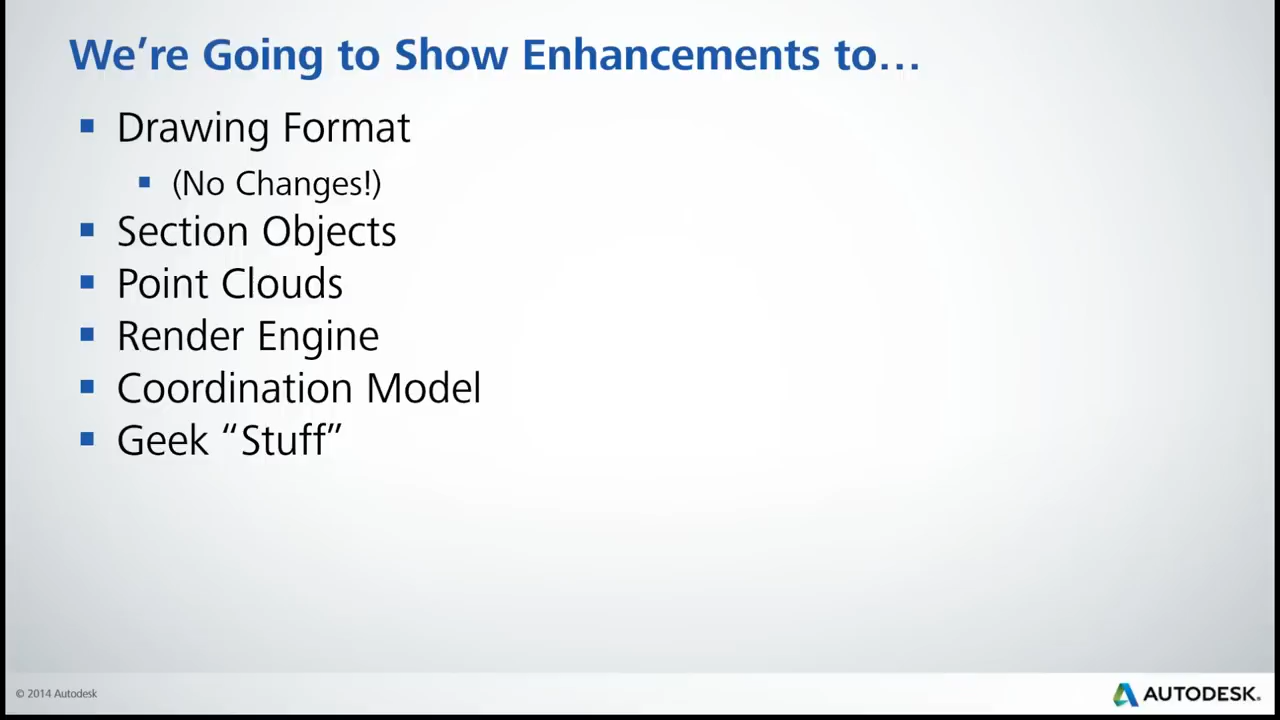 We’re Going to Show Enhancements to…
Drawing Format
(No Changes!)
Section Objects
Point Clouds
Render Engine
Coordination Model
Geek “Stuff”
© 2014 Autodesk
AUTODESK.